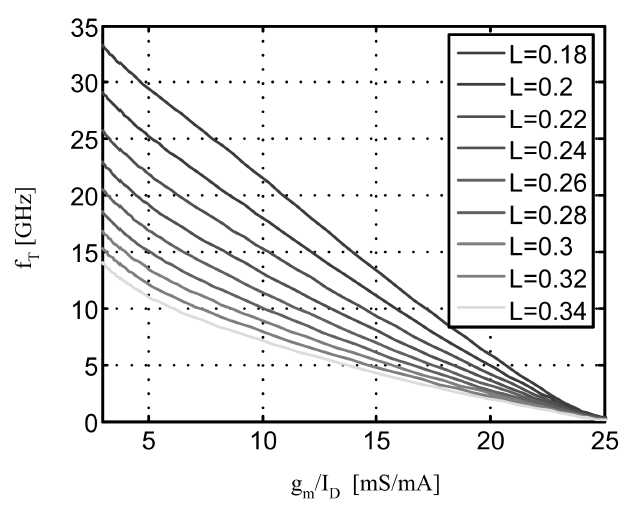 35
30
25
20
15
10
5
0
f_T [GHz]
5 10 15 20 25
g_m/I_D [mS/mA]
L=0.18
L=0.2
L=0.22
L=0.24
L=0.26
L=0.28
L=0.3
L=0.32
L=0.34